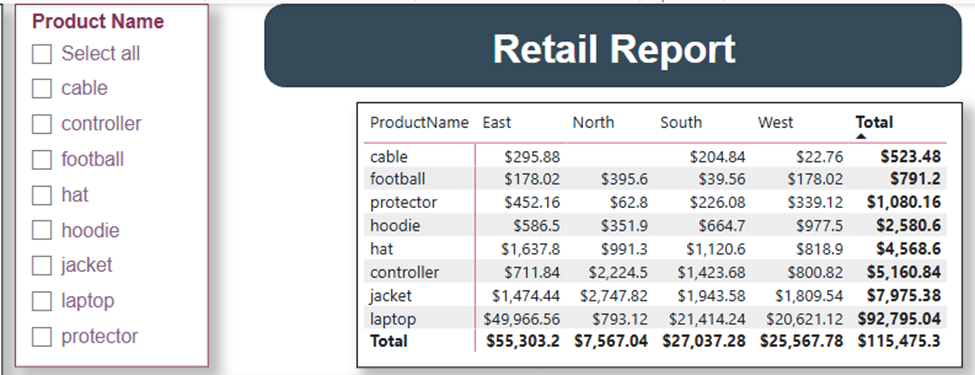 Product Name
Select all
cable
controller
football
hat
hoodie
jacket
laptop
protector
Retail Report
ProductName East North South West Total
cable $295.88 $204.84 $22.76 $523.48
football $178.02 $395.6 $39.56 $178.02 $791.2
protector $452.16 $62.8 $226.08 $339.12 $1,080.16
hoodie $586.5 $351.9 $664.7 $977.5 $2,580.6
hat $1,637.8 $991.3 $1,120.6 $818.9 $4,568.6
controller $711.84 $2,224.5 $1,423.68 $800.82 $5,160.84
jacket $1,474.44 $2,747.82 $1,943.58 $1,809.54 $7,975.38
laptop $49,966.56 $793.12 $21,414.24 $20,621.12 $92,795.04
Total $55,303.2 $7,567.04 $27,037.28 $25,567.78 $115,475.3